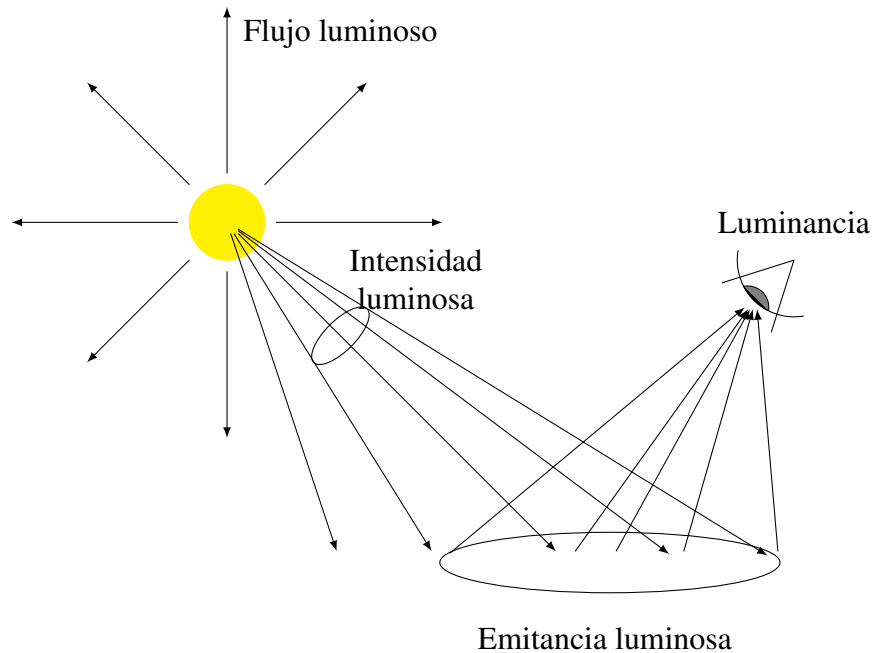 Flujo luminoso
Luminancia
Intensidad
luminosa
Emitancia luminosa